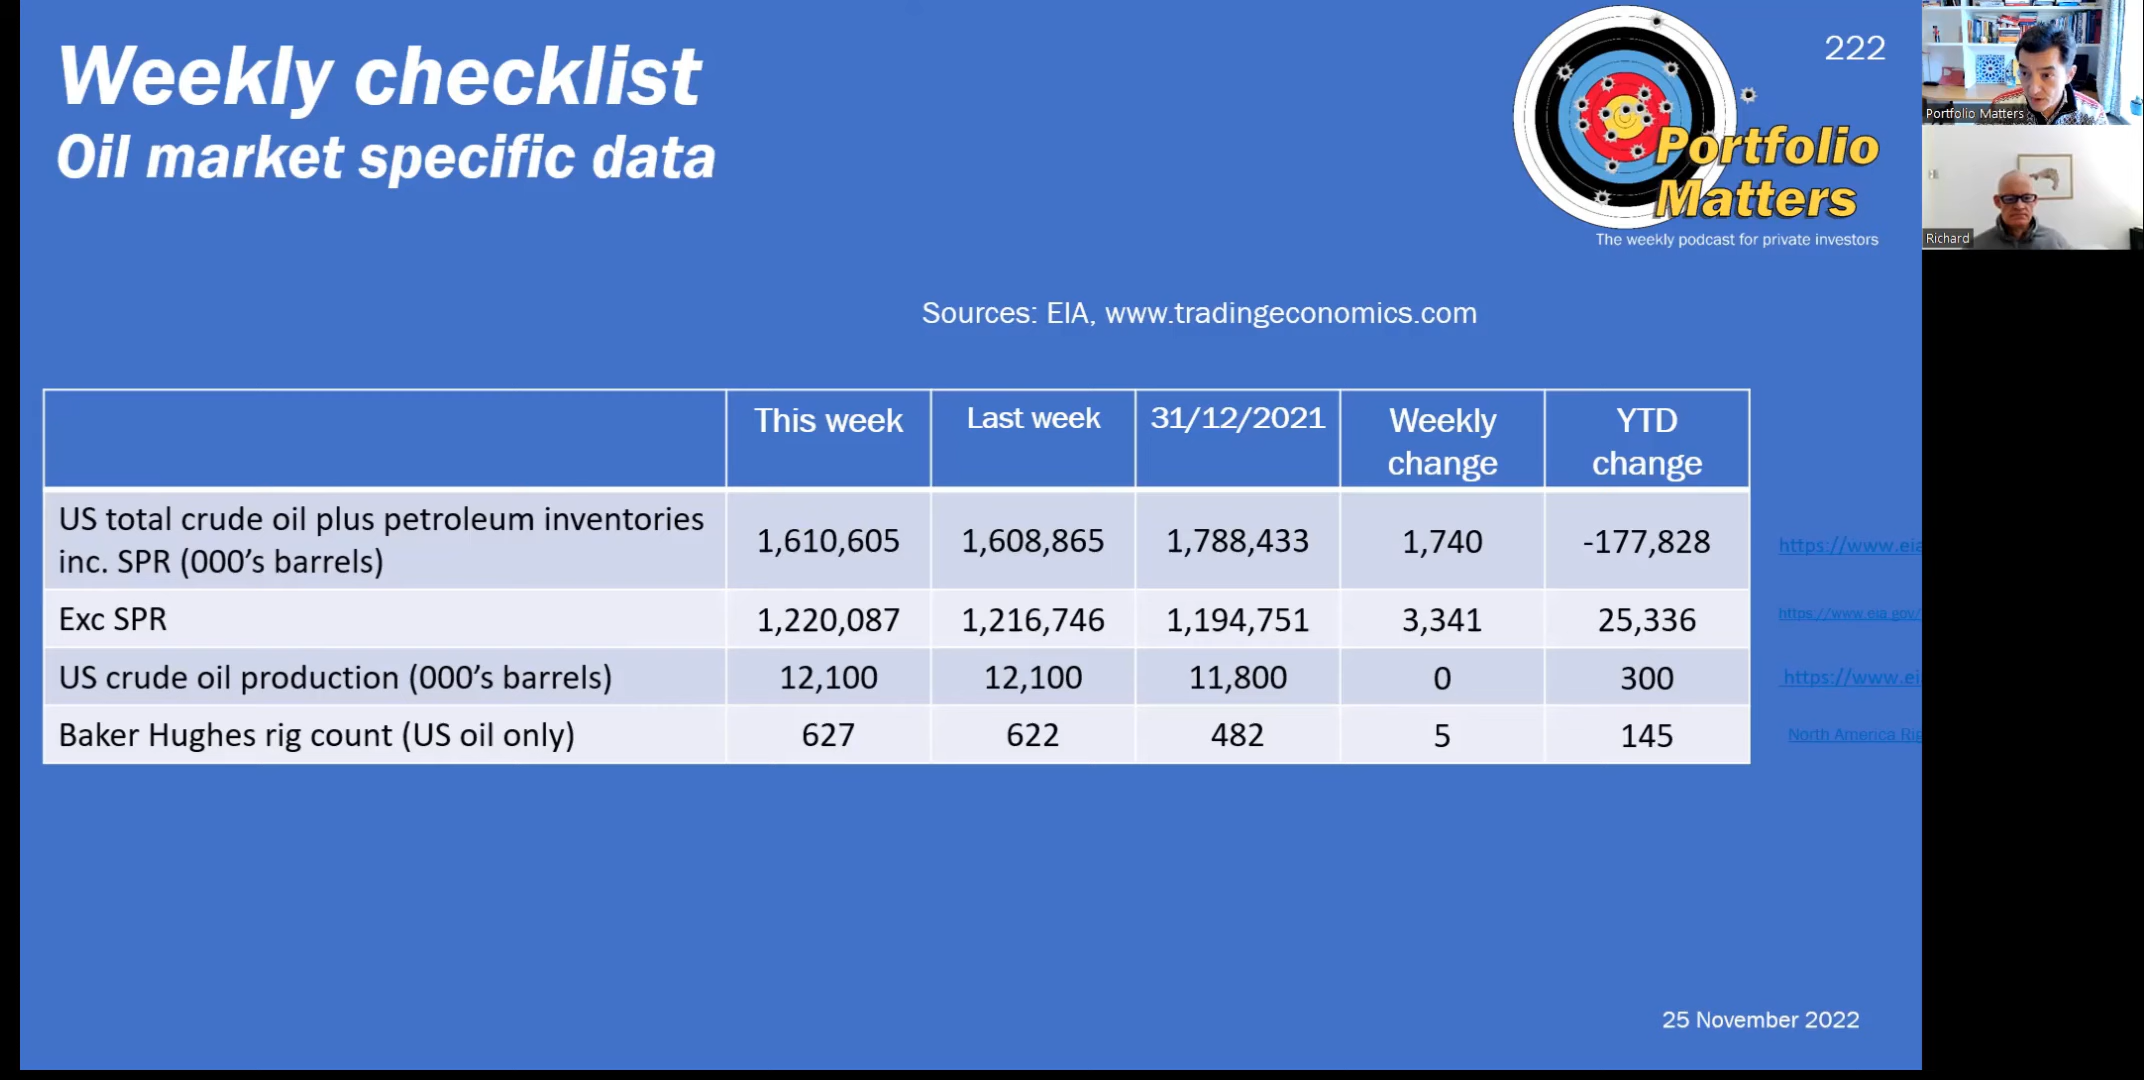 Weekly checklist
Oil market specific data
222
Portfolio
Matters
The weekly podcast for private investors
Portfolio Matters
Richard
Sources: EIA, www.tradingeconomics.com
This week
Last week
31/12/2021
Weekly
change
YTD
change
US total crude oil plus petroleum inventories
inc. SPR (000's barrels)
1,610,605
1,608,865
1,788,433
1,740
-177,828
https://www.eia
Exc SPR
1,220,087
1,216,746
1,194,751
3,341
25,336
https://www.eia.gov/
US crude oil production (000's barrels)
12,100
12,100
11,800
0
300
https://www.ei
Baker Hughes rig count (US oil only)
627
622
482
5
145
North America Rig
25 November 2022